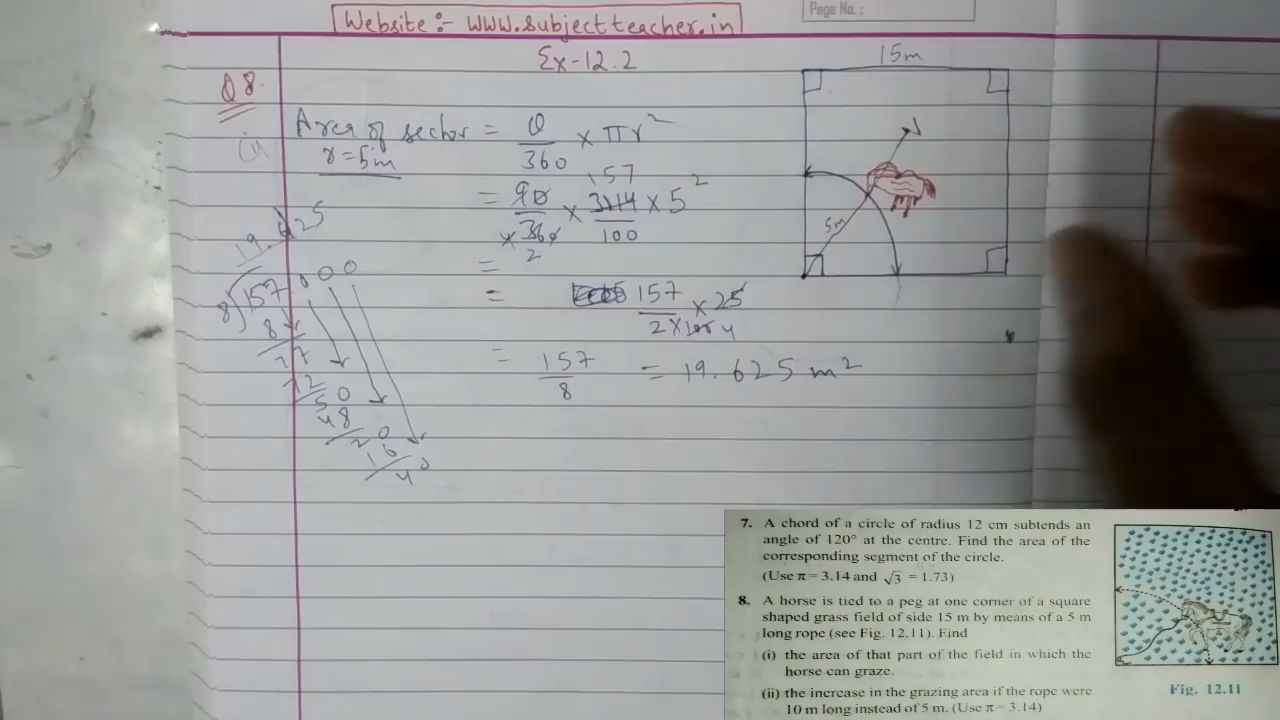 Website :- www.subjectteacher.in
Page No.:
Ex-12.2
15m
Q8.
(i)
Area of sector = θ/360 × πr²
r = 5m
157
= 90/360 × 314/100 × 5²
2
=
5m
19.625
8)157.000
8
77
72
50
48
20
16
40
= 157/2×100 × 25
4
= 157/8 = 19.625 m²
7. A chord of a circle of radius 12 cm subtends an
angle of 120° at the centre. Find the area of the
corresponding segment of the circle.
(Use π = 3.14 and √3 = 1.73)
8. A horse is tied to a peg at one corner of a square
shaped grass field of side 15 m by means of a 5 m
long rope (see Fig. 12.11). Find
(i) the area of that part of the field in which the
horse can graze.
(ii) the increase in the grazing area if the rope were
10 m long instead of 5 m. (Use π = 3.14)
Fig. 12.11